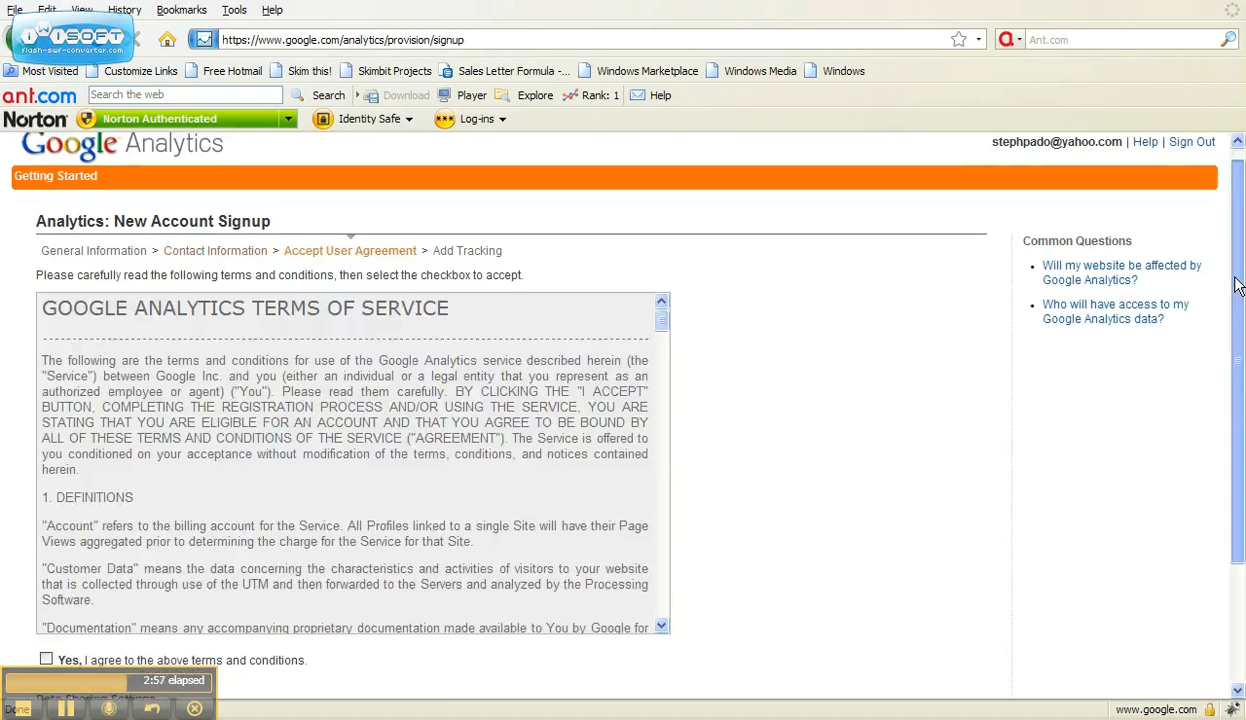 File Edit View History Bookmarks Tools Help
iWiSOFT
flash-swf-converter.com
https://www.google.com/analytics/provision/signup
Ant.com
Most Visited Customize Links Free Hotmail Skim this! Skimbit Projects Sales Letter Formula -... Windows Marketplace Windows Media Windows
ant.com Search the web Search Download Player Explore Rank: 1 Help
Norton Norton Authenticated Identity Safe Log-ins
Google Analytics
stephpado@yahoo.com | Help | Sign Out
Getting Started
Analytics: New Account Signup
General Information > Contact Information > Accept User Agreement > Add Tracking
Please carefully read the following terms and conditions, then select the checkbox to accept.
GOOGLE ANALYTICS TERMS OF SERVICE
The following are the terms and conditions for use of the Google Analytics service described herein (the
"Service") between Google Inc. and you (either an individual or a legal entity that you represent as an
authorized employee or agent) ("You"). Please read them carefully. BY CLICKING THE "I ACCEPT"
BUTTON, COMPLETING THE REGISTRATION PROCESS AND/OR USING THE SERVICE, YOU ARE
STATING THAT YOU ARE ELIGIBLE FOR AN ACCOUNT AND THAT YOU AGREE TO BE BOUND BY
ALL OF THESE TERMS AND CONDITIONS OF THE SERVICE ("AGREEMENT"). The Service is offered to
you conditioned on your acceptance without modification of the terms, conditions, and notices contained
herein.
1. DEFINITIONS
"Account" refers to the billing account for the Service. All Profiles linked to a single Site will have their Page
Views aggregated prior to determining the charge for the Service for that Site.
"Customer Data" means the data concerning the characteristics and activities of visitors to your website
that is collected through use of the UTM and then forwarded to the Servers and analyzed by the Processing
Software.
"Documentation" means any accompanying proprietary documentation made available to You by Google for
Yes, I agree to the above terms and conditions.
Common Questions
Will my website be affected by
Google Analytics?
Who will have access to my
Google Analytics data?
2:57 elapsed
Data Sharing Settings
Done
www.google.com